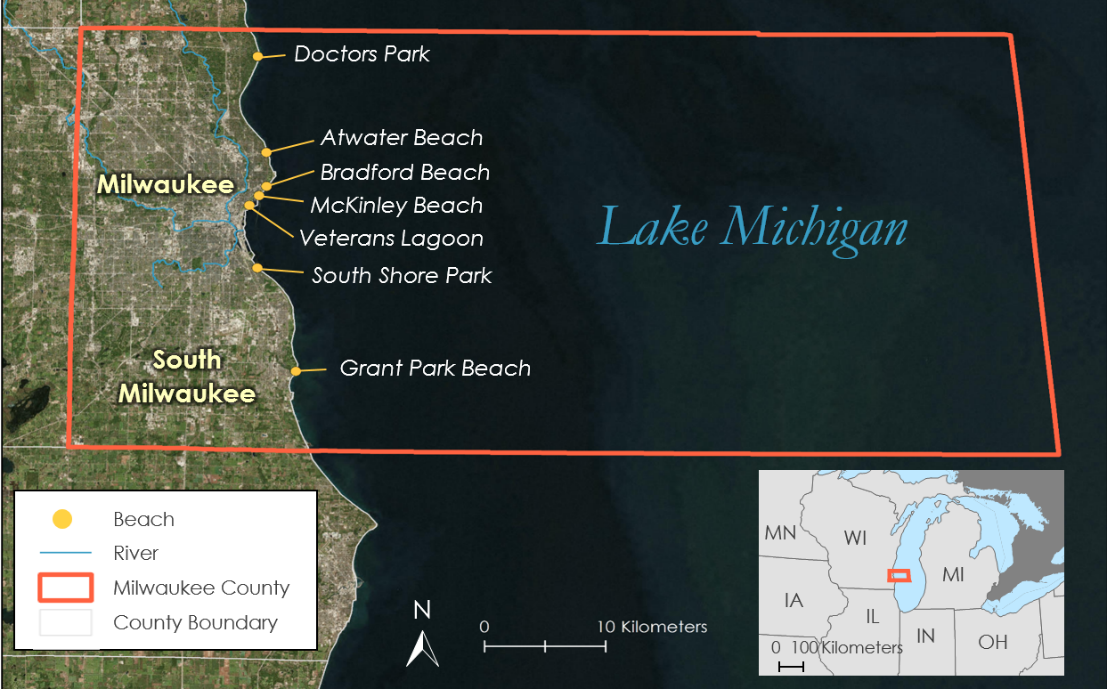 Doctors Park
Atwater Beach
Bradford Beach
Milwaukee
McKinley Beach
Lake Michigan
Veterans Lagoon
South Shore Park
South
Milwaukee
Grant Park Beach
Beach
River
Milwaukee County
County Boundary
N
0 10 Kilometers
MN
WI
MI
IA
IL
IN
OH
0 100 Kilometers